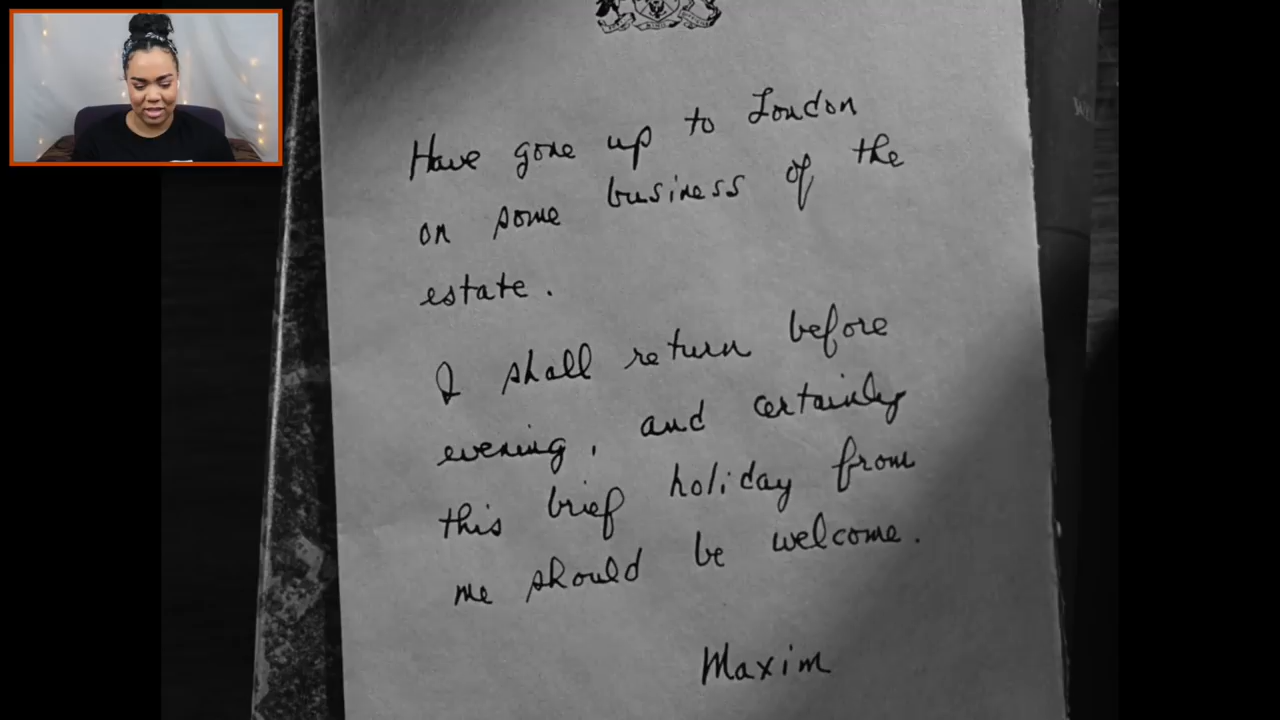 Have gone up to London
on some business of the
estate.
I shall return before
evening, and certainly
this brief holiday from
me should be welcome.
Maxim